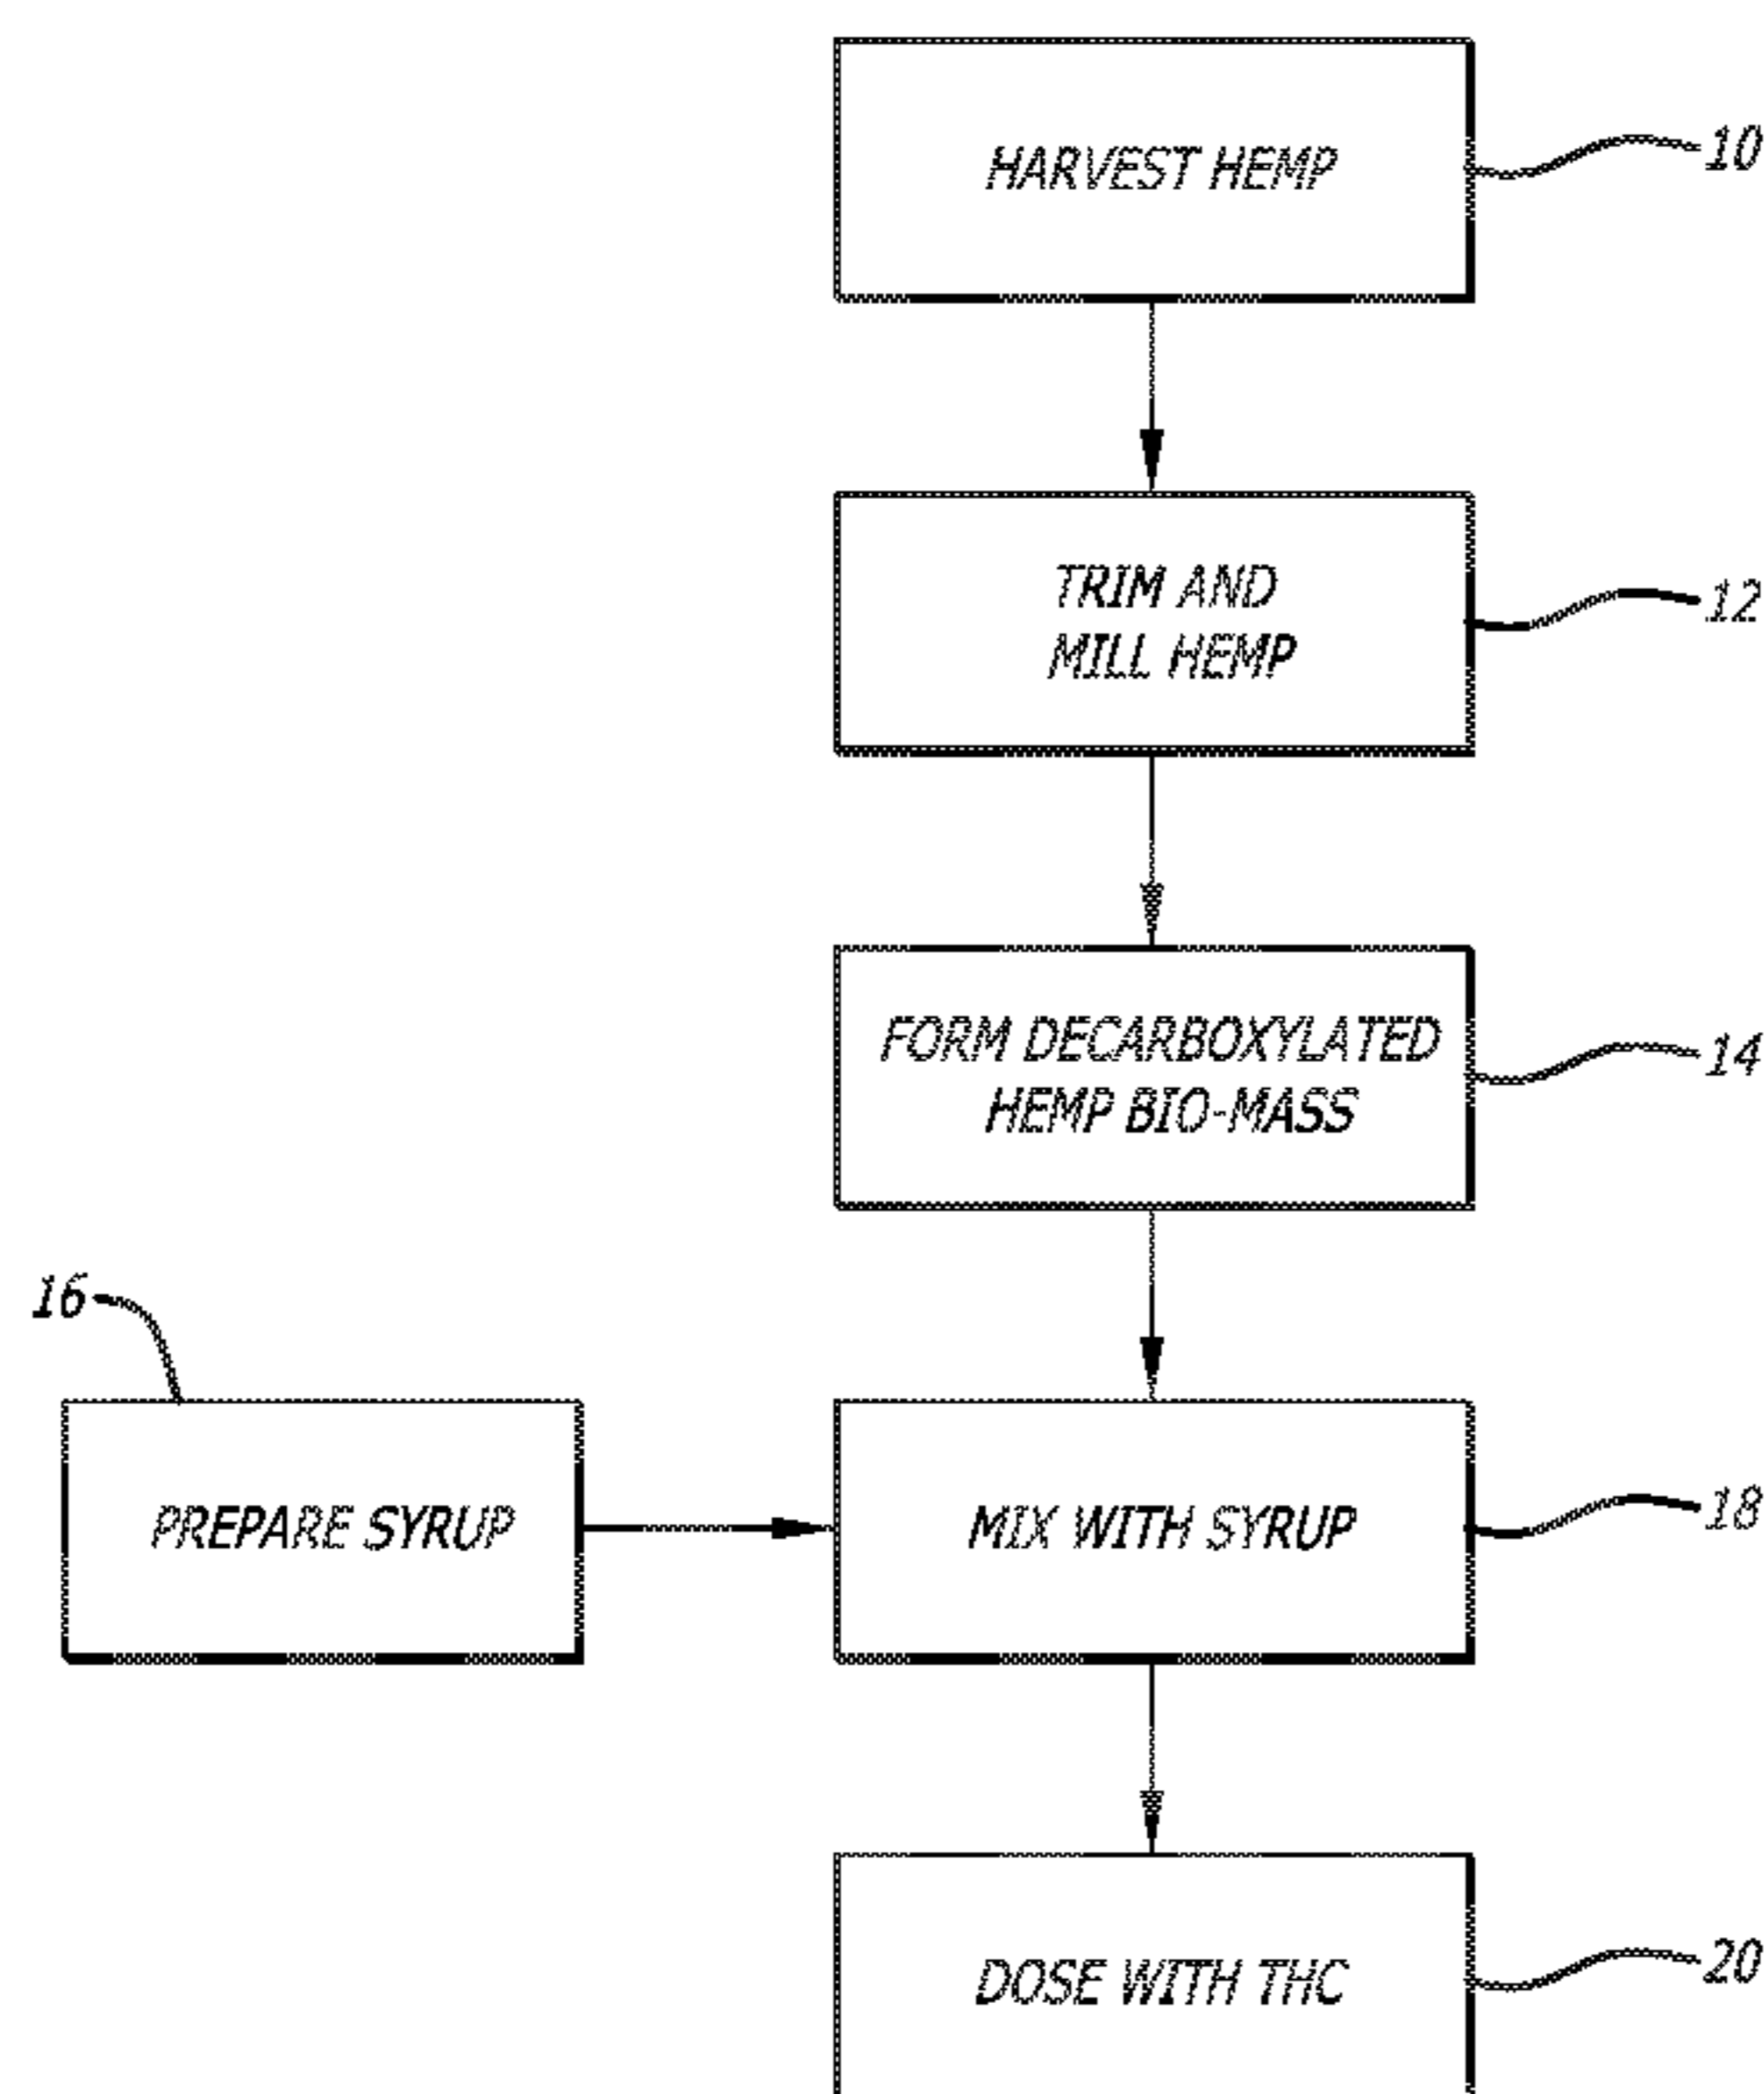 HARVEST HEMP
10
TRIM AND
MILL HEMP
12
FORM DECARBOXYLATED
HEMP BIO-MASS
14
16
PREPARE SYRUP
MIX WITH SYRUP
18
DOSE WITH THC
20